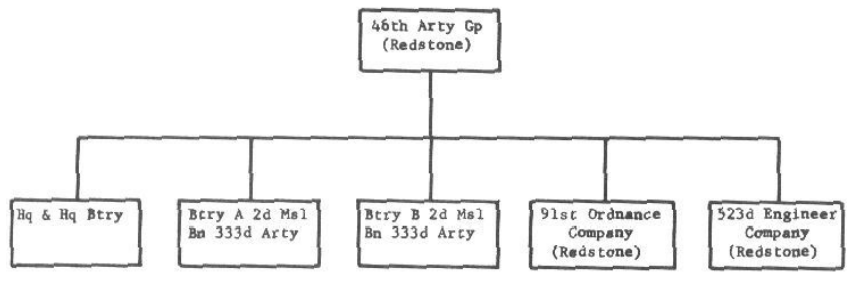 46th Arty Gp
(Redstone)
Hq & Hq Btry
Btry A 2d Msl
Bn 333d Arty
Btry B 2d Msl
Bn 333d Arty
91st Ordnance
Company
(Redstone)
523d Engineer
Company
(Redstone)